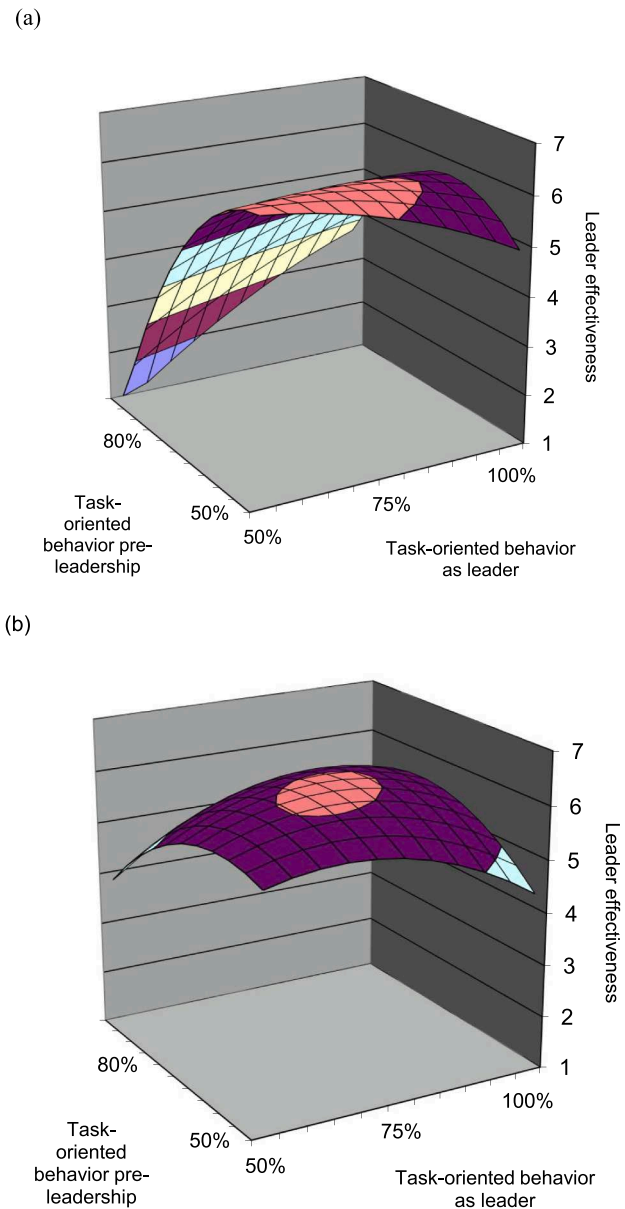 (a)
7
6
5
4
3
2
1
Leader effectiveness
80%
50%
50%
75%
100%
Task-
oriented
behavior pre-
leadership
Task-oriented behavior
as leader
(b)
7
6
5
4
3
2
1
Leader effectiveness
80%
50%
50%
75%
100%
Task-
oriented
behavior pre-
leadership
Task-oriented behavior
as leader